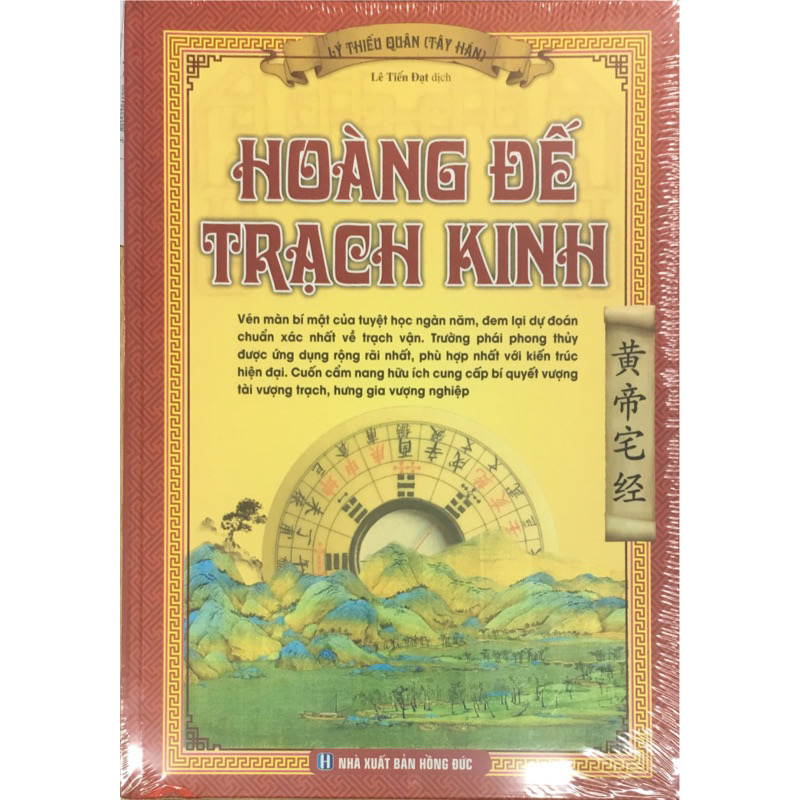 LÝ THIẾU QUÂN (TÂY HÁN)
Lê Tiến Đạt dịch
HOÀNG ĐẾ
TRẠCH KINH
Vén màn bí mật của tuyệt học ngàn năm, đem lại dự đoán
chuẩn xác nhất về trạch vận. Trường phái phong thủy
được ứng dụng rộng rãi nhất, phù hợp nhất với kiến trúc
hiện đại. Cuốn cẩm nang hữu ích cung cấp bí quyết vượng
tài vượng trạch, hưng gia vượng nghiệp
黄帝宅经
H NHÀ XUẤT BẢN HỒNG ĐỨC